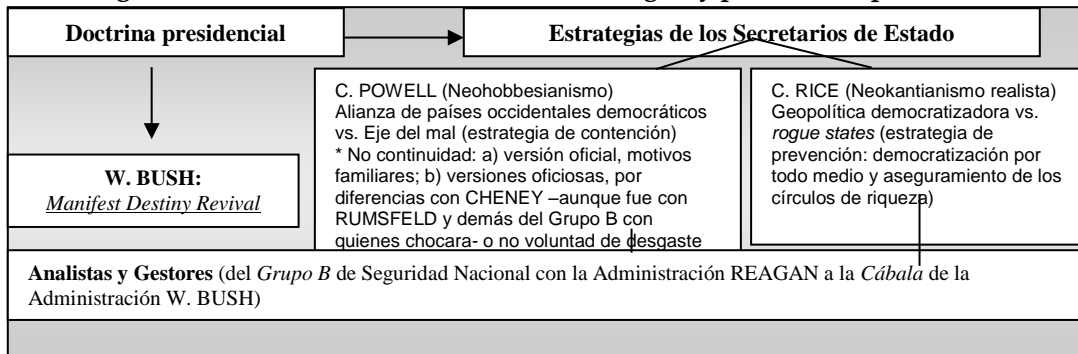 Doctrina presidencial
Estrategias de los Secretarios de Estado
W. BUSH:
Manifest Destiny Revival
C. POWELL (Neohobbesianismo)
Alianza de países occidentales democráticos
vs. Eje del mal (estrategia de contención)
* No continuidad: a) versión oficial, motivos
familiares; b) versiones oficiosas, por
diferencias con CHENEY –aunque fue con
RUMSFELD y demás del Grupo B con
quienes chocara- o no voluntad de desgaste
C. RICE (Neokantianismo realista)
Geopolítica democratizadora vs.
rogue states (estrategia de
prevención: democratización por
todo medio y aseguramiento de los
círculos de riqueza)
Analistas y Gestores (del Grupo B de Seguridad Nacional con la Administración REAGAN a la Cábala de la
Administración W. BUSH)